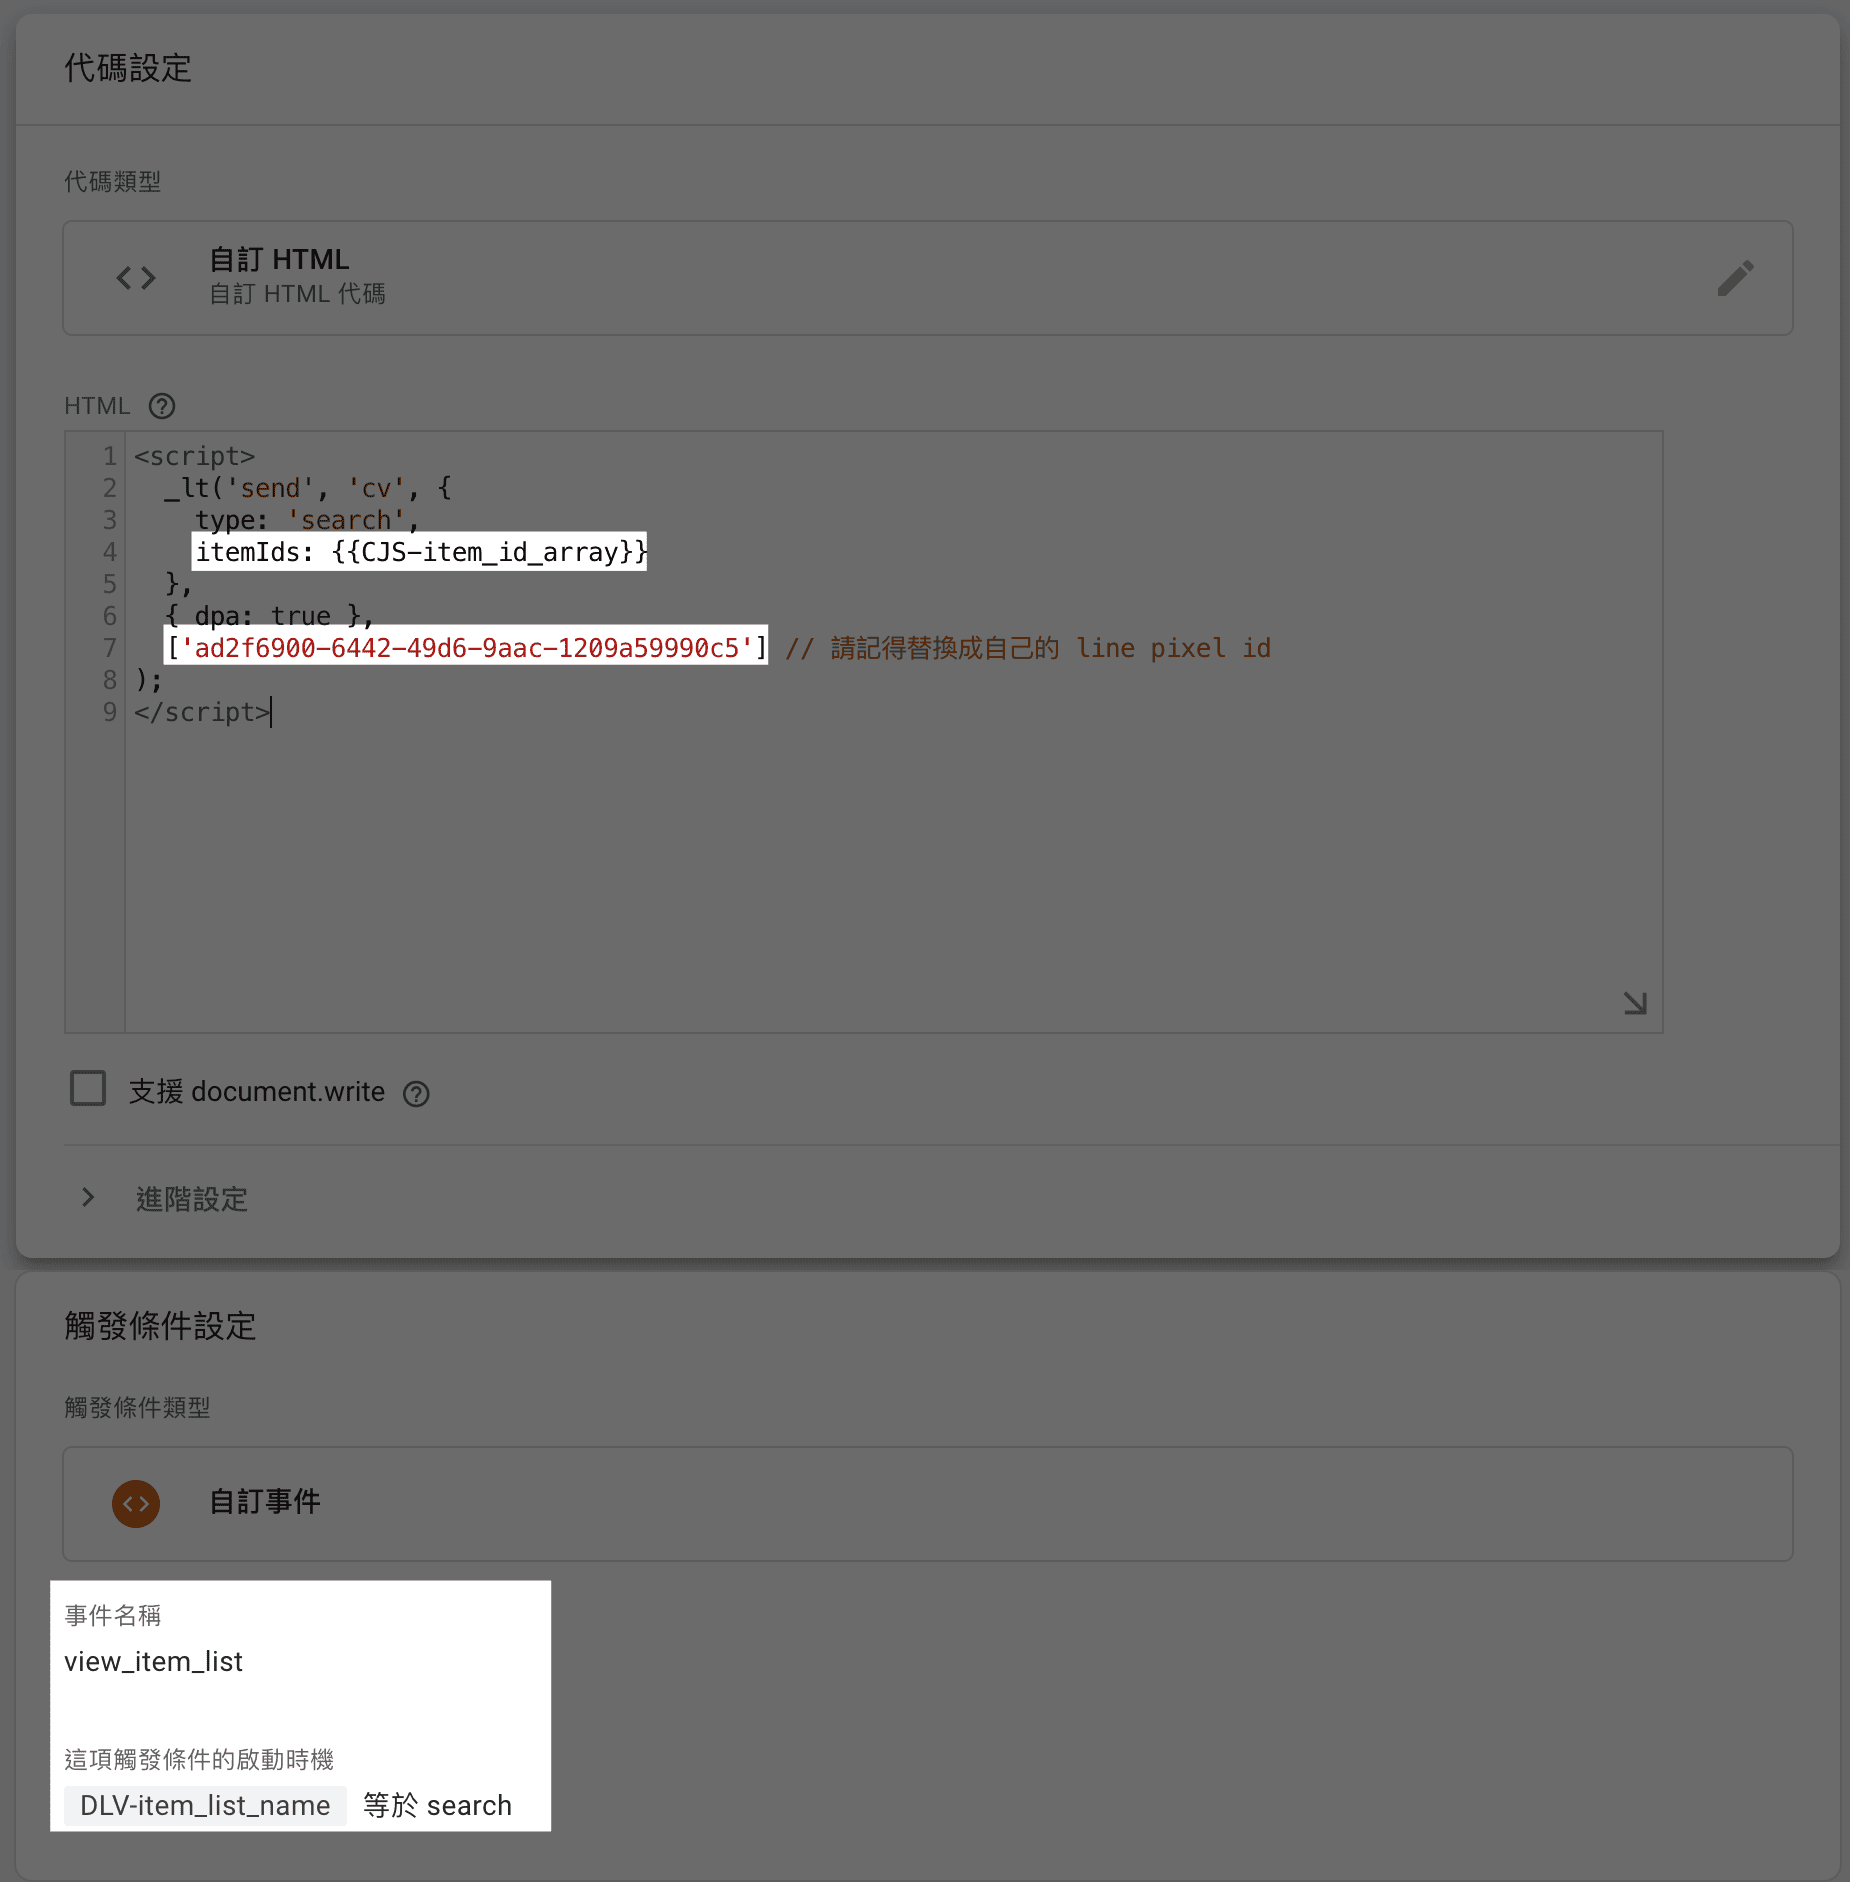 代碼設定
代碼類型
自訂 HTML
自訂 HTML 代碼
HTML
1 <script>
2   _lt('send', 'cv', {
3     type: 'search',
4     itemIds: {{CJS-item_id_array}}
5   },
6   { dpa: true },
7   ['ad2f6900-6442-49d6-9aac-1209a59990c5'] // 請記得替換成自己的 line pixel id
8 );
9 </script>
支援 document.write
進階設定
觸發條件設定
觸發條件類型
自訂事件
事件名稱
view_item_list
這項觸發條件的啟動時機
DLV-item_list_name 等於 search